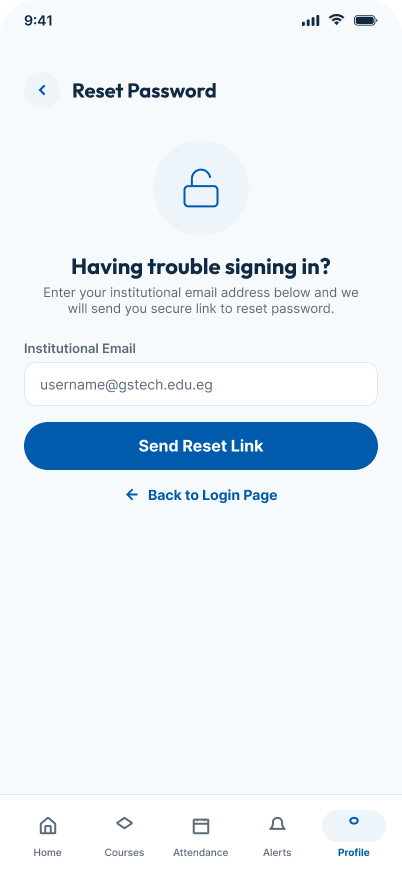 9:41
Reset Password
Having trouble signing in?
Enter your institutional email address below and we
will send you secure link to reset password.
Institutional Email
username@gstech.edu.eg
Send Reset Link
Back to Login Page
Home
Courses
Attendance
Alerts
Profile